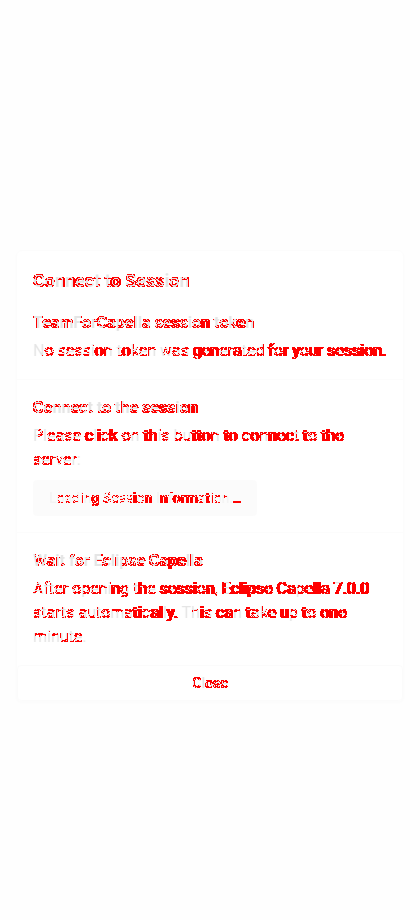 Connect to Session
TeamForCapella session token
No session token was generated for your session.
Connect to the session
Please click on this button to connect to the
server
Loading Session information ...
Wait for Eclipse Capella
After opening the session, Eclipse Capella 7.0.0
starts automatically. This can take up to one
minute
Close